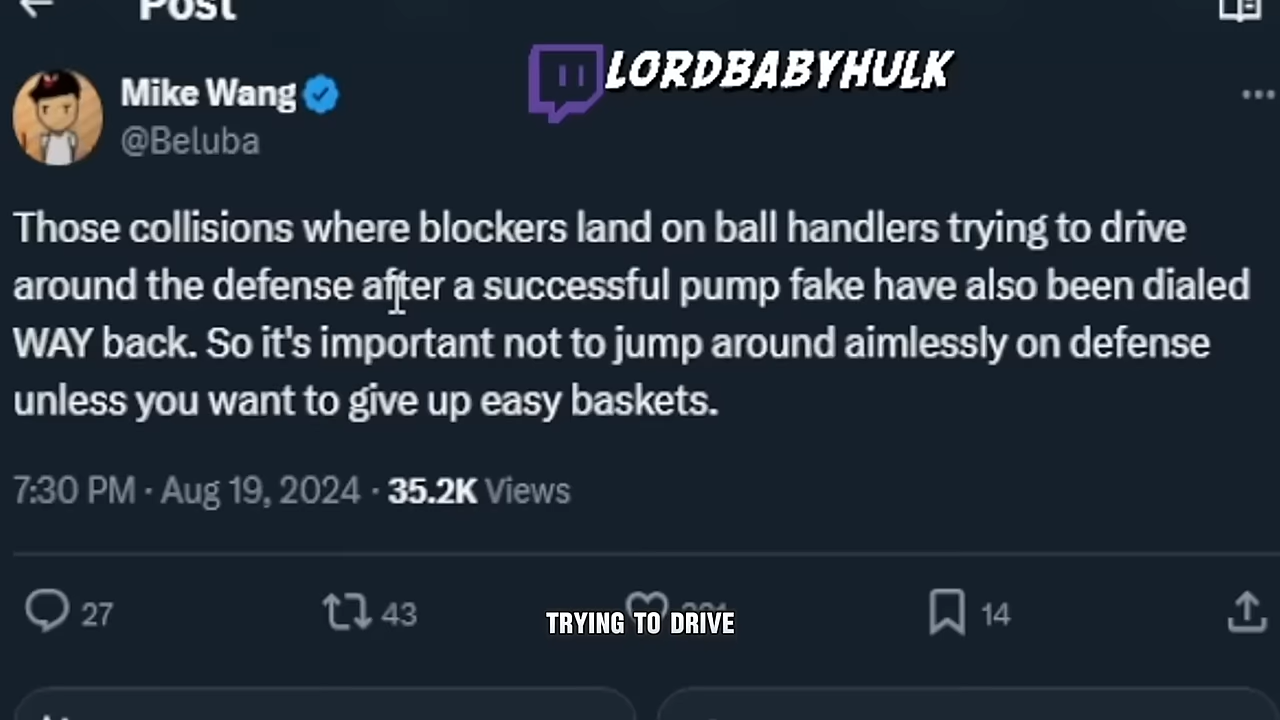 Post
LORDBABYHULK
Mike Wang
@Beluba
Those collisions where blockers land on ball handlers trying to drive
around the defense after a successful pump fake have also been dialed
WAY back. So it's important not to jump around aimlessly on defense
unless you want to give up easy baskets.
7:30 PM · Aug 19, 2024 · 35.2K Views
27 43 14
TRYING TO DRIVE